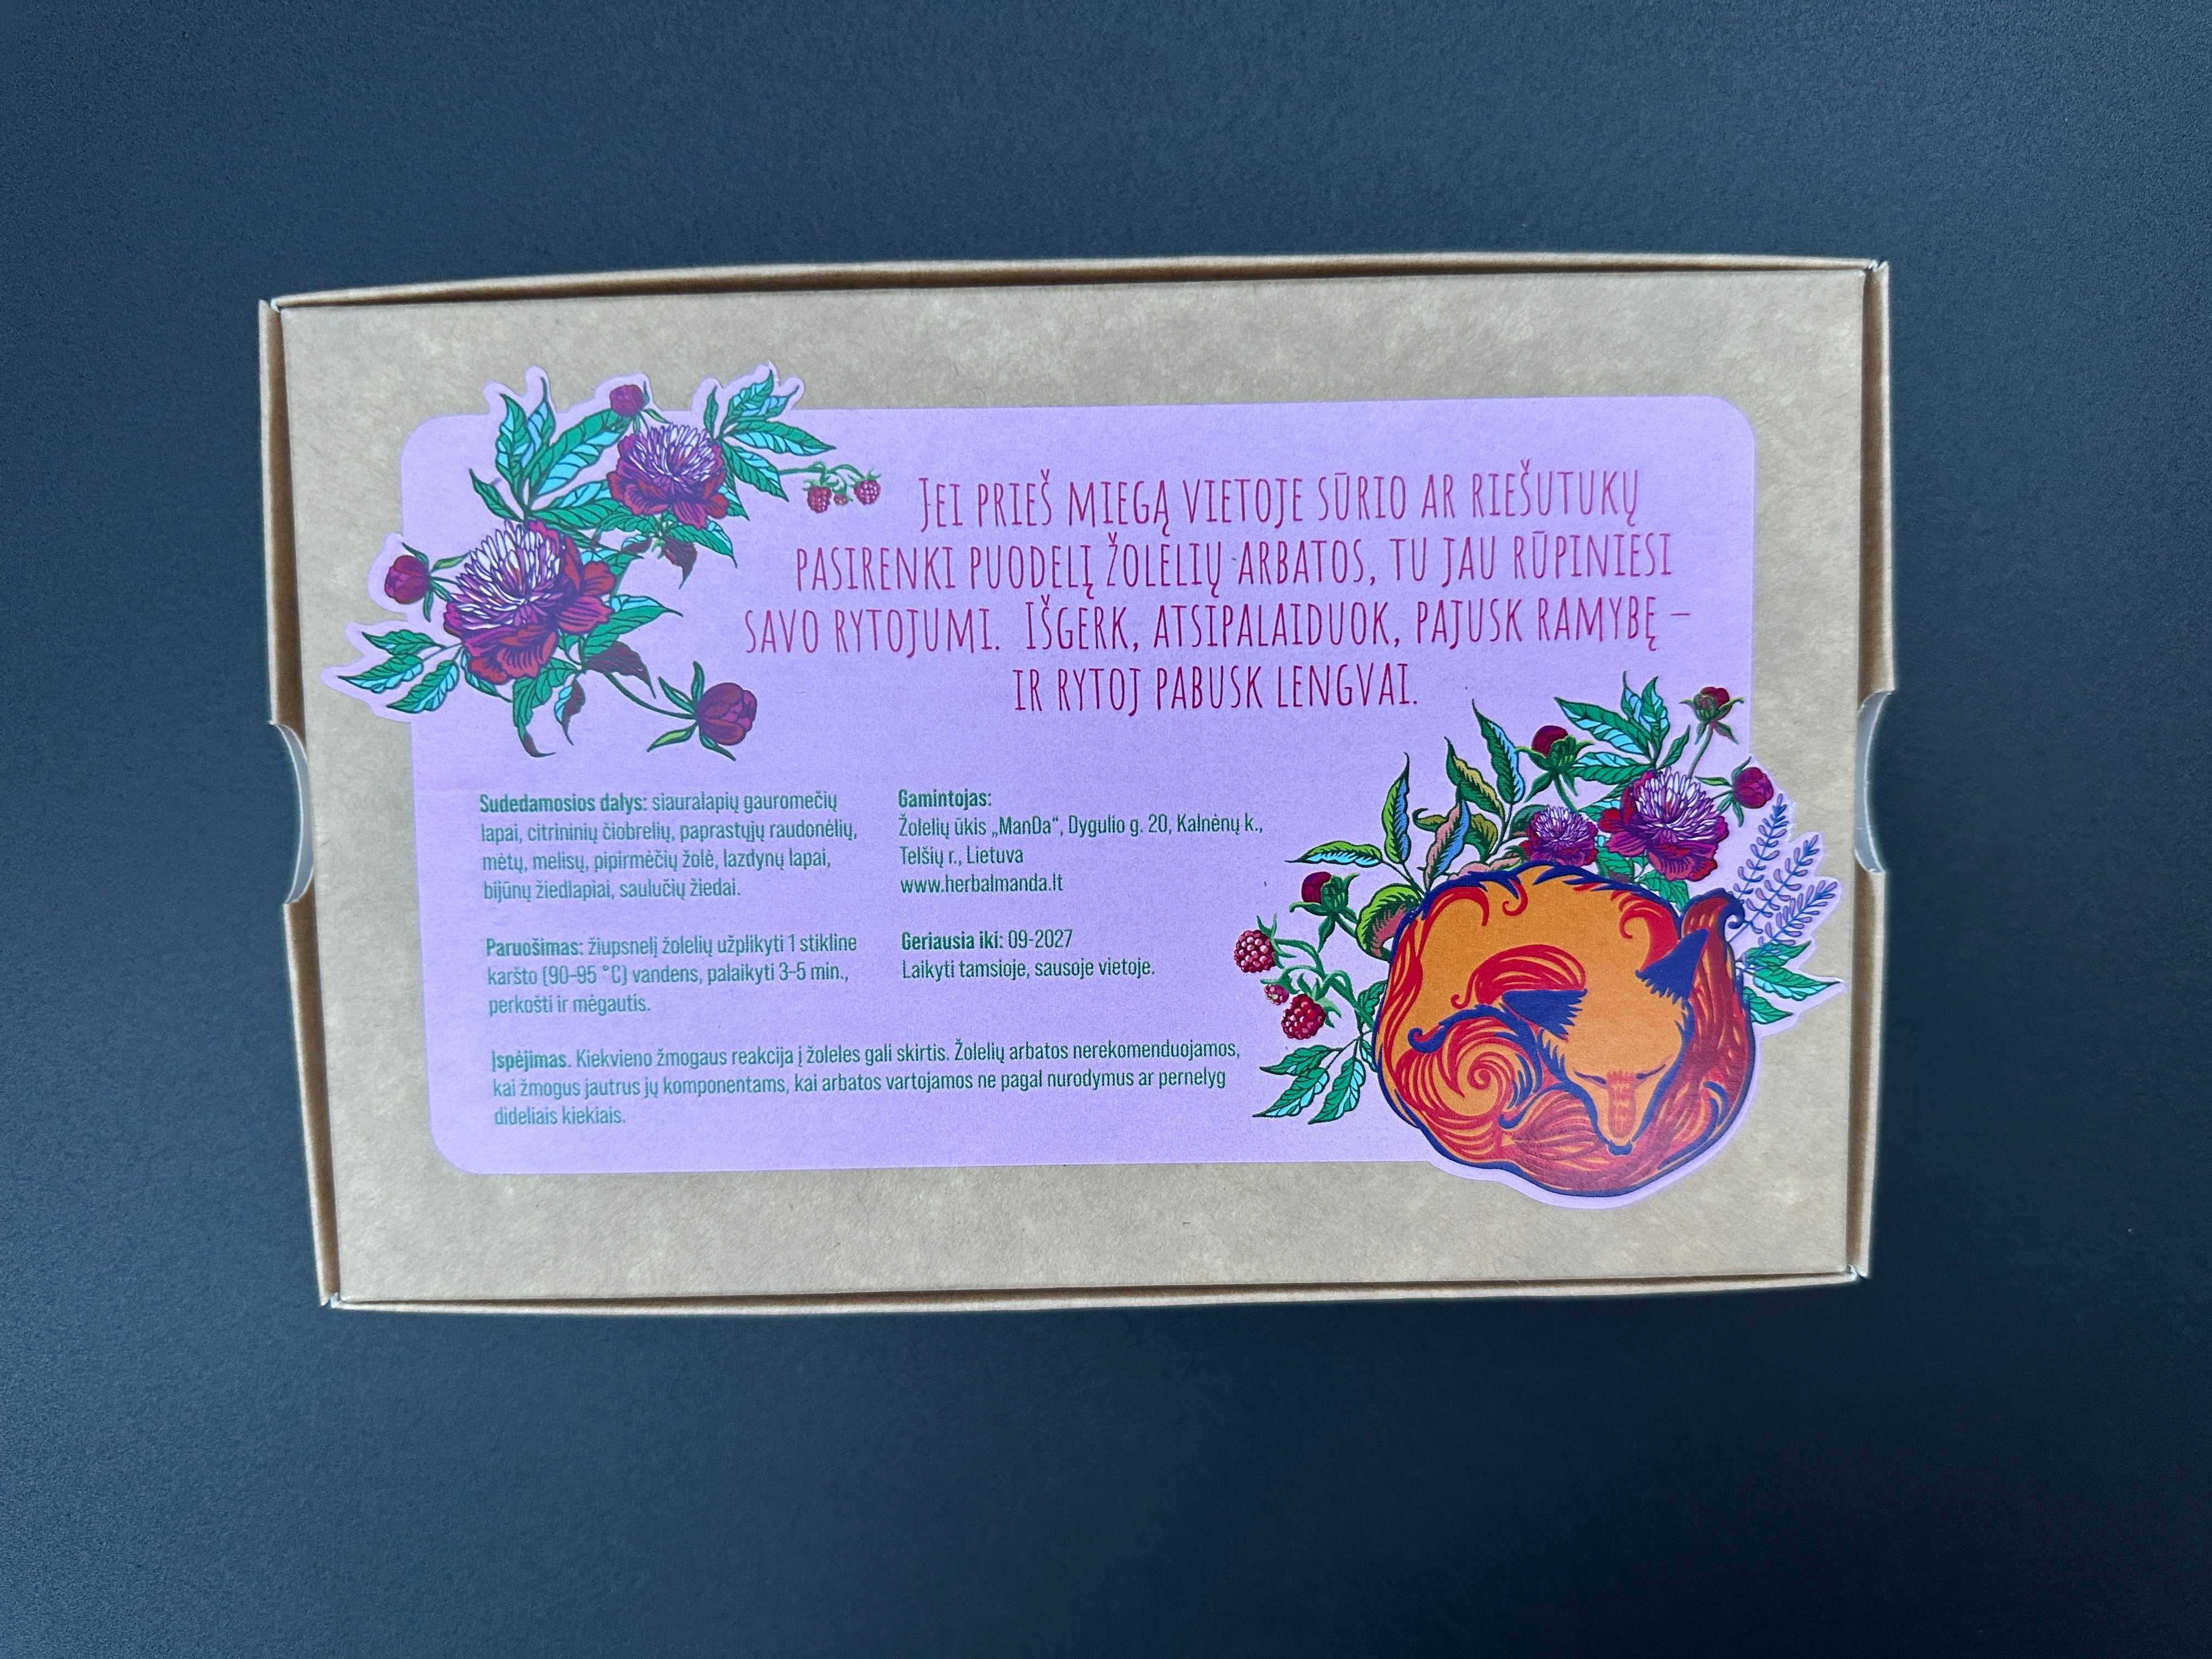 Jei prieš miegą vietoje sūrio ar riešutukų
pasirenki puodelį žolelių arbatos, tu jau rūpiniesi
savo rytojumi. Išgerk, atsipalaiduok, pajusk ramybę –
ir rytoj pabusk lengvai.
Sudedamosios dalys: siauralapių gauromečių
lapai, citrininių čiobrelių, paprastųjų raudonėlių,
mėtų, melisų, pipirmėčių žolė, lazdynų lapai,
bijūnų žiedlapiai, saulučių žiedai.
Paruošimas: žiupsnelį žolelių užplikyti 1 stikline
karšto (90-95 °C) vandens, palaikyti 3-5 min.,
perkošti ir mėgautis.
Gamintojas:
Žolelių ūkis „ManDa“, Dygulio g. 20, Kalnėnų k.,
Telšių r., Lietuva
www.herbalmanda.lt
Geriausia iki: 09-2027
Laikyti tamsioje, sausoje vietoje.
Įspėjimas. Kiekvieno žmogaus reakcija į žoleles gali skirtis. Žolelių arbatos nerekomenduojamos,
kai žmogus jautrus jų komponentams, kai arbatos vartojamos ne pagal nurodymus ar pernelyg
dideliais kiekiais.